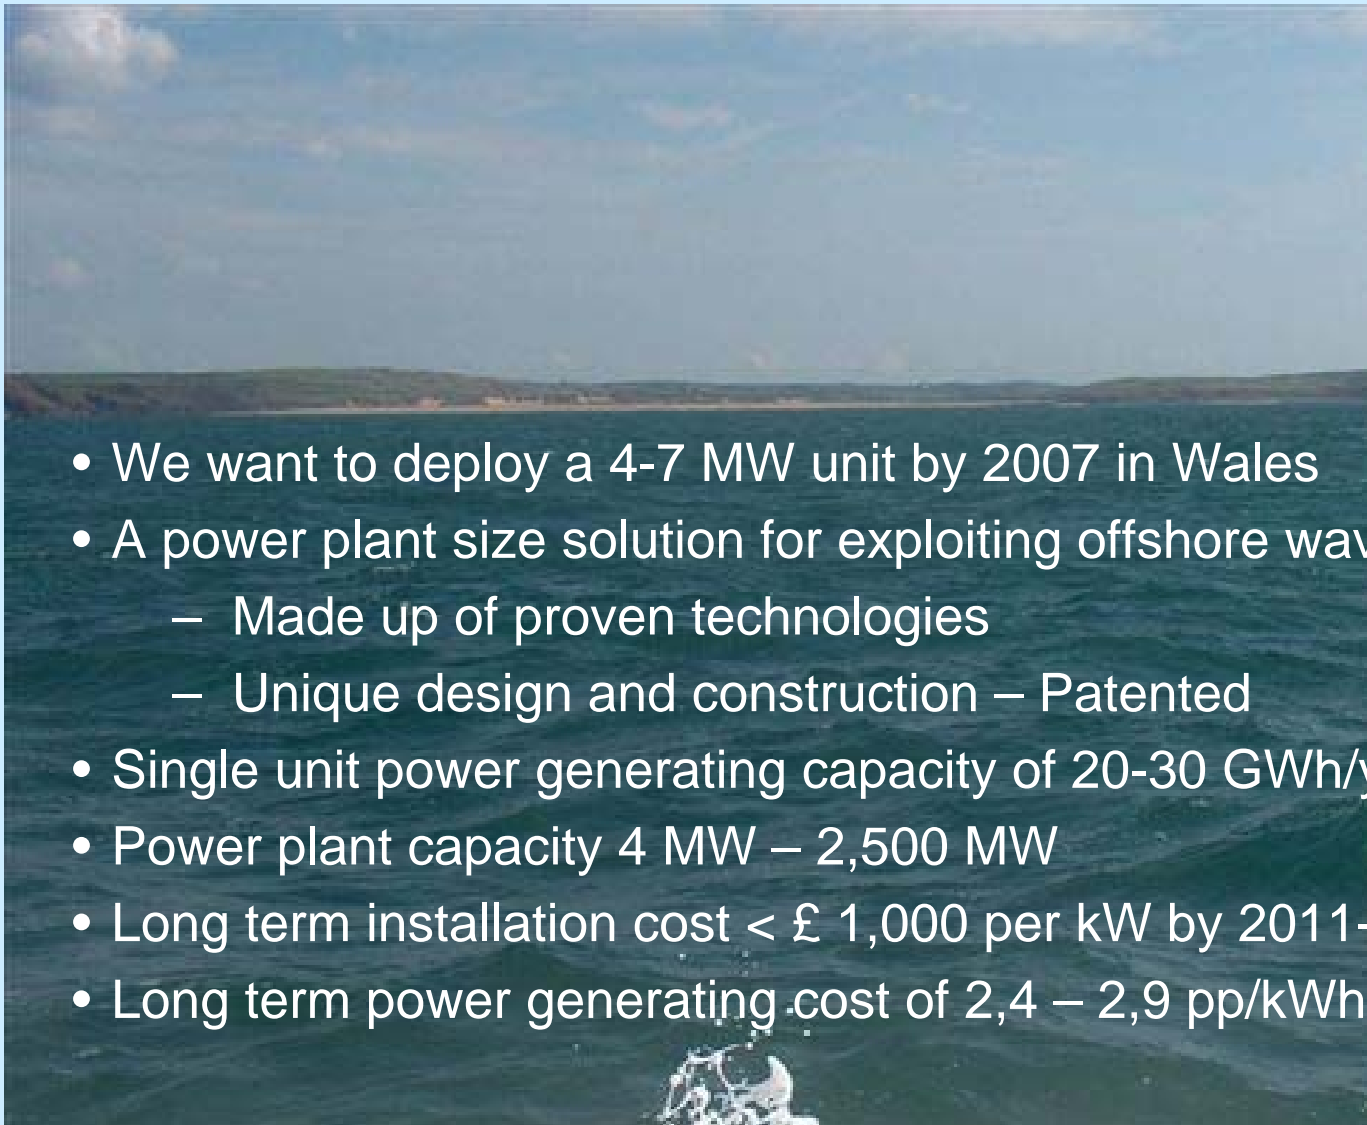 • We want to deploy a 4-7 MW unit by 2007 in Wales
• A power plant size solution for exploiting offshore
– Made up of proven technologies
– Unique design and construction – Patented
• Single unit power generating capacity of 20-30 GWh/
• Power plant capacity 4 MW – 2,500 MW
• Long term installation cost < £ 1,000 per kW by 2011-
• Long term power generating cost of 2,4 – 2,9 pp/kWh